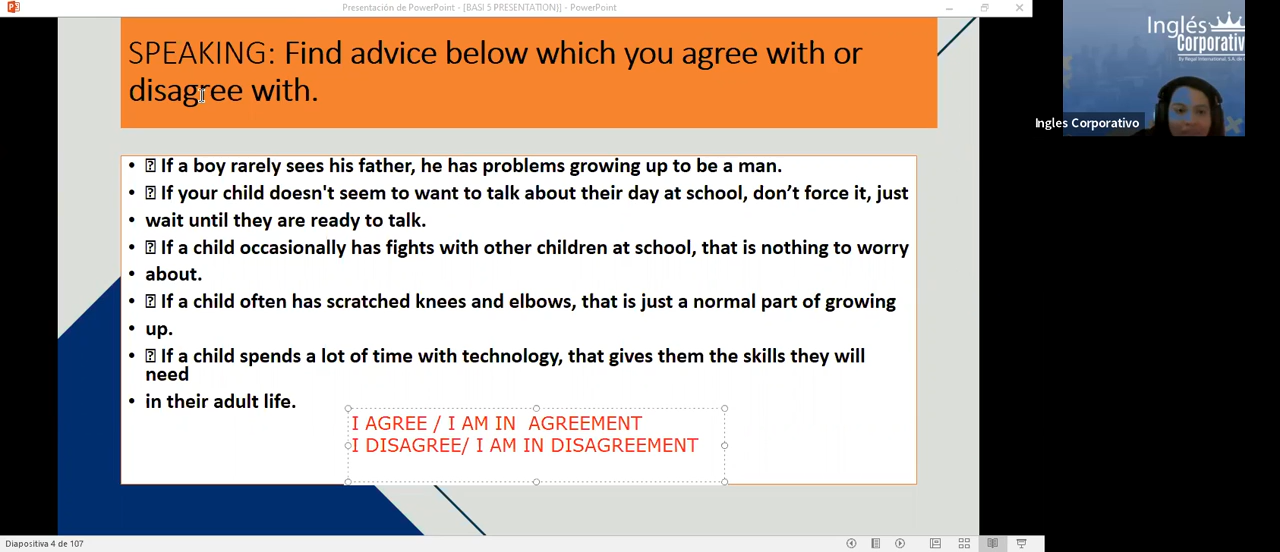 Presentación de PowerPoint - [BASI 5 PRESENTATION)] - PowerPoint
SPEAKING: Find advice below which you agree with or
disagree with.
• If a boy rarely sees his father, he has problems growing up to be a man.
• If your child doesn't seem to want to talk about their day at school, don’t force it, just
• wait until they are ready to talk.
• If a child occasionally has fights with other children at school, that is nothing to worry
• about.
• If a child often has scratched knees and elbows, that is just a normal part of growing
• up.
• If a child spends a lot of time with technology, that gives them the skills they will
need
• in their adult life.
I AGREE / I AM IN  AGREEMENT
I DISAGREE/ I AM IN DISAGREEMENT
Inglés
Corporativo
Ingles Corporativo
Diapositiva 4 de 107